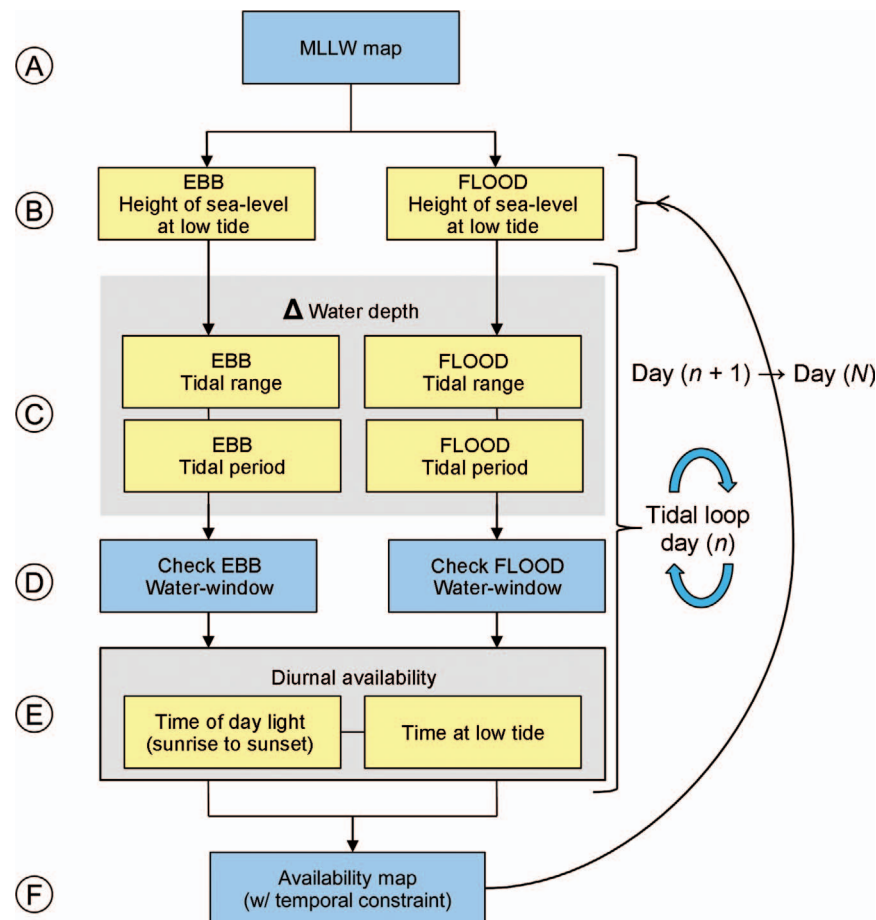 A
MLLW map
B
EBB
Height of sea-level
at low tide
FLOOD
Height of sea-level
at low tide
C
Δ Water depth
EBB
Tidal range
FLOOD
Tidal range
EBB
Tidal period
FLOOD
Tidal period
Day (n + 1) → Day (N)
Tidal loop
day (n)
D
Check EBB
Water-window
Check FLOOD
Water-window
E
Diurnal availability
Time of day light
(sunrise to sunset)
Time at low tide
F
Availability map
(w/ temporal constraint)